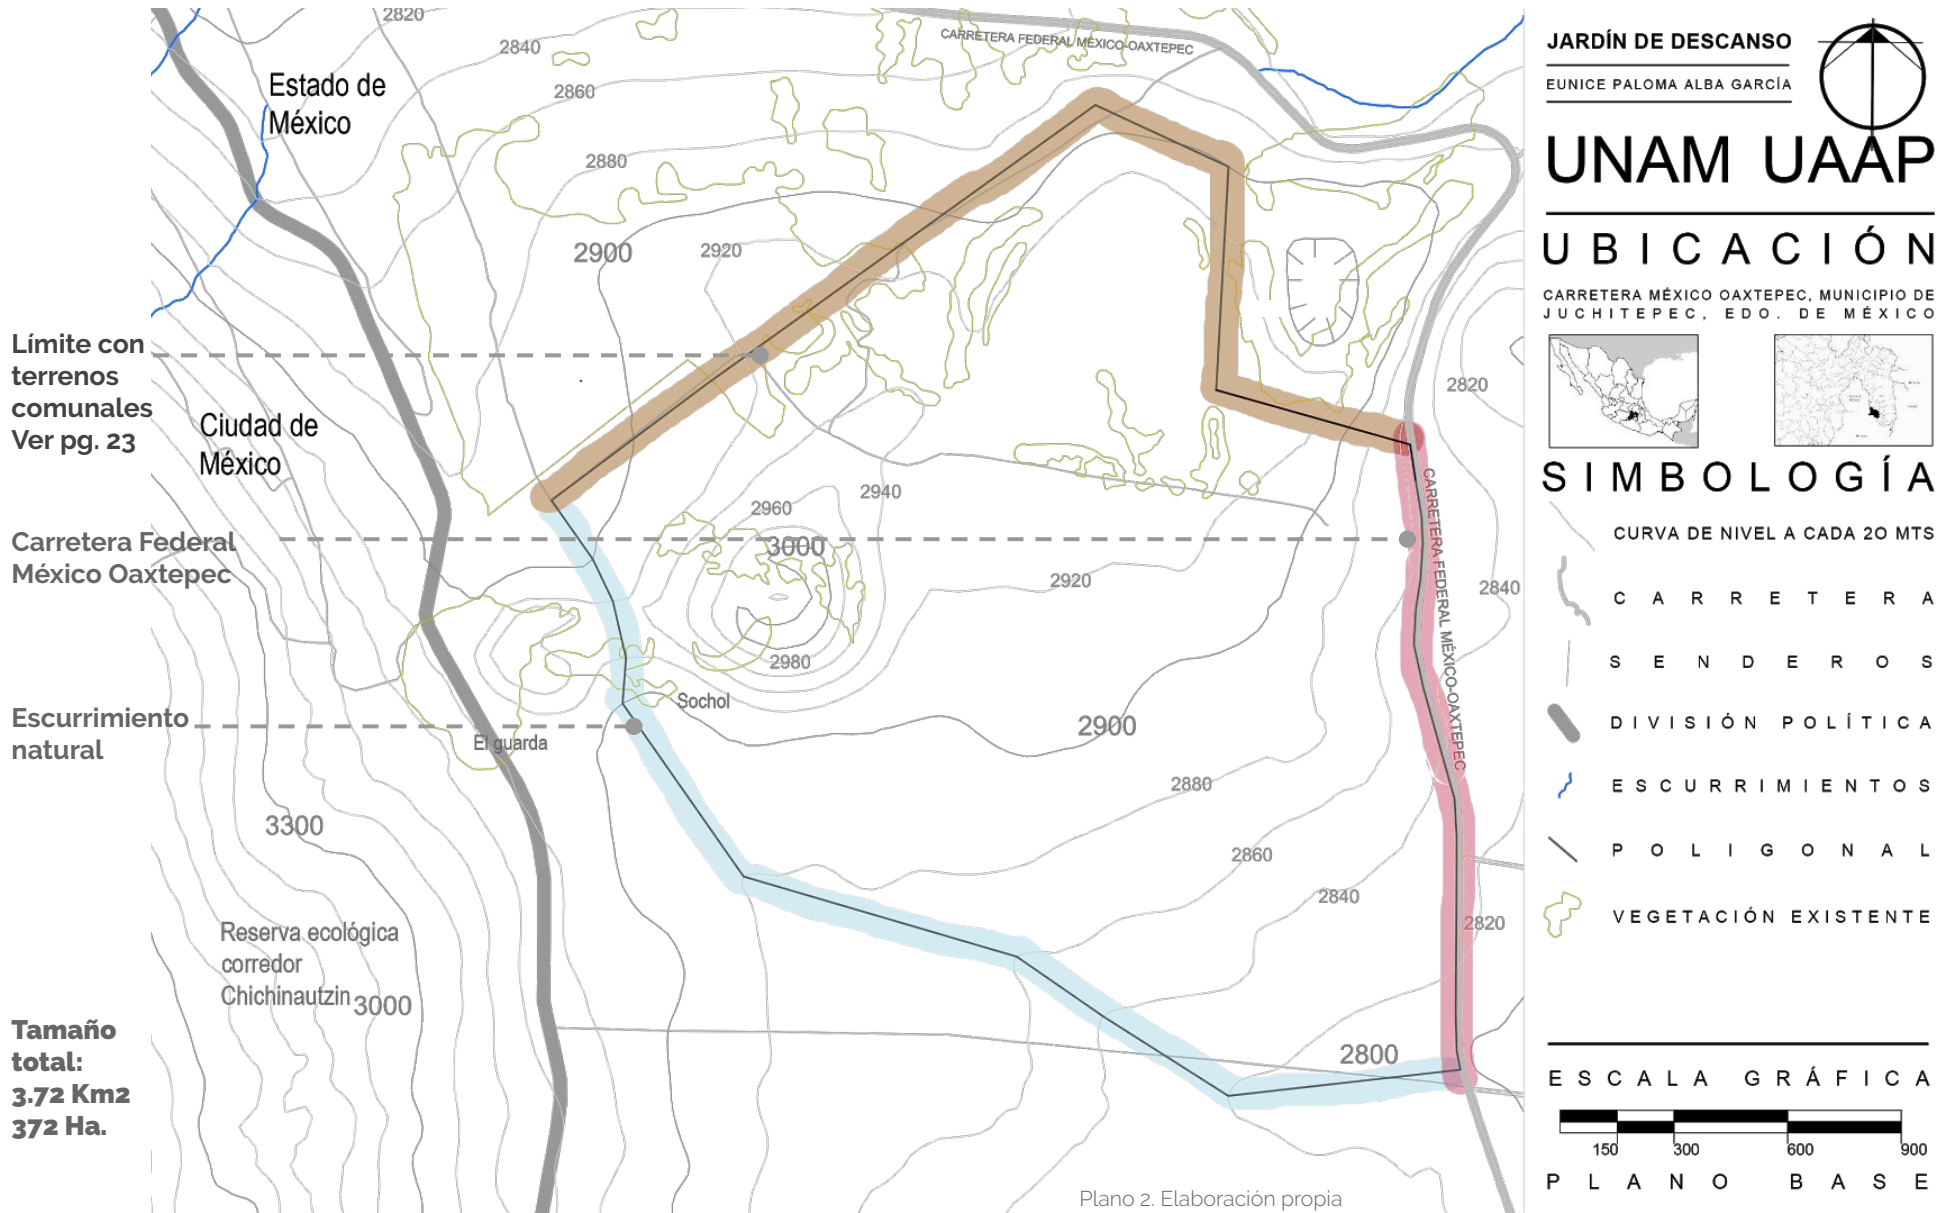 Límite con
terrenos
comunales
Ver pg. 23
Carretera Federal
México Oaxtepec
Escurrimiento
natural
Tamaño
total:
3.72 Km2
372 Ha.
2820
2840
2860
2880
2900
2920
CARRETERA FEDERAL MÉXICO-OAXTEPEC
Estado de
México
Ciudad de
México
2820
2940
2960
3000
2920
2840
2980
Sochol
El guarda
2900
CARRETERA FEDERAL MÉXICO-OAXTEPEC
2880
3300
2860
2840
2820
Reserva ecológica
corredor
Chichinautzin
3000
2800
Plano 2. Elaboración propia
JARDÍN DE DESCANSO
EUNICE PALOMA ALBA GARCÍA
UNAM UAAP
UBICACIÓN
CARRETERA MÉXICO OAXTEPEC, MUNICIPIO DE
JUCHITEPEC, EDO. DE MÉXICO
SIMBOLOGÍA
CURVA DE NIVEL A CADA 20 MTS
CARRETERA
SENDEROS
DIVISIÓN POLÍTICA
ESCURRIMIENTOS
POLIGONAL
VEGETACIÓN EXISTENTE
ESCALA GRÁFICA
150 300 600 900
PLANO BASE